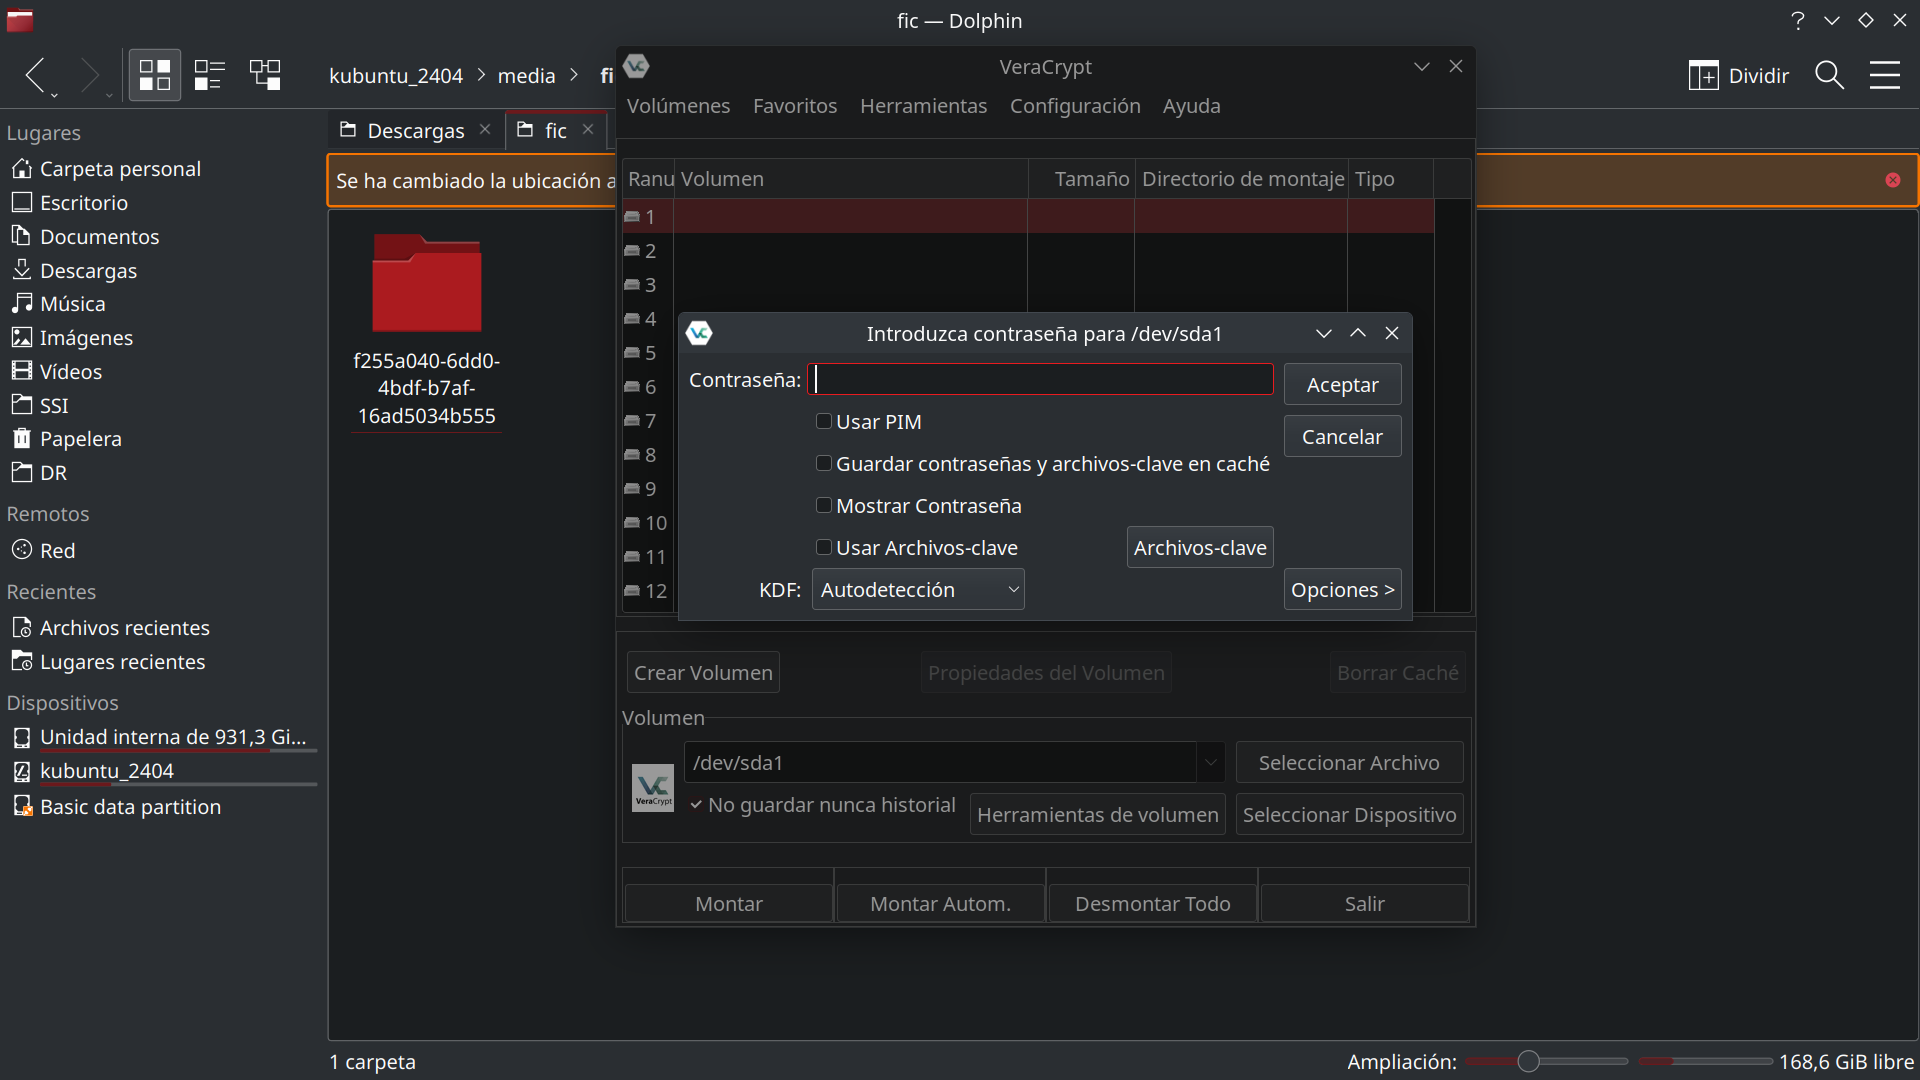 fic — Dolphin
kubuntu_2404 > media > fi
Dividir
Lugares
Carpeta personal
Escritorio
Documentos
Descargas
Música
Imágenes
Vídeos
SSI
Papelera
DR
Remotos
Red
Recientes
Archivos recientes
Lugares recientes
Dispositivos
Unidad interna de 931,3 Gi...
kubuntu_2404
Basic data partition
Descargas
fic
Se ha cambiado la ubicación a
f255a040-6dd0-
4bdf-b7af-
16ad5034b555
VeraCrypt
Volúmenes Favoritos Herramientas Configuración Ayuda
Ranu Volumen Tamaño Directorio de montaje Tipo
1
2
3
4
5
6
7
8
9
10
11
12
Introduzca contraseña para /dev/sda1
Contraseña:
Aceptar
Usar PIM
Cancelar
Guardar contraseñas y archivos-clave en caché
Mostrar Contraseña
Usar Archivos-clave
Archivos-clave
KDF: Autodetección
Opciones >
Crear Volumen Propiedades del Volumen Borrar Caché
Volumen
VeraCrypt
/dev/sda1
Seleccionar Archivo
No guardar nunca historial
Herramientas de volumen
Seleccionar Dispositivo
Montar Montar Autom. Desmontar Todo Salir
1 carpeta
Ampliación:
168,6 GiB libre